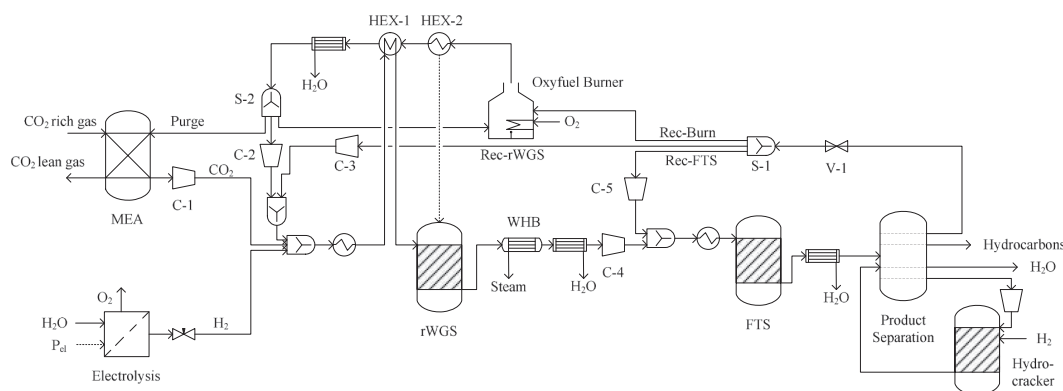 HEX-1
HEX-2
H2O
Oxyfuel Burner
S-2
CO2 rich gas
Purge
O2
Rec-Burn
C-2
C-3
Rec-rWGS
Rec-FTS
CO2 lean gas
CO2
S-1
V-1
C-5
C-1
MEA
WHB
Hydrocarbons
C-4
H2O
Steam
H2O
O2
H2O
rWGS
FTS
Product
Separation
H2O
H2
Pel
H2
Electrolysis
Hydro-
cracker